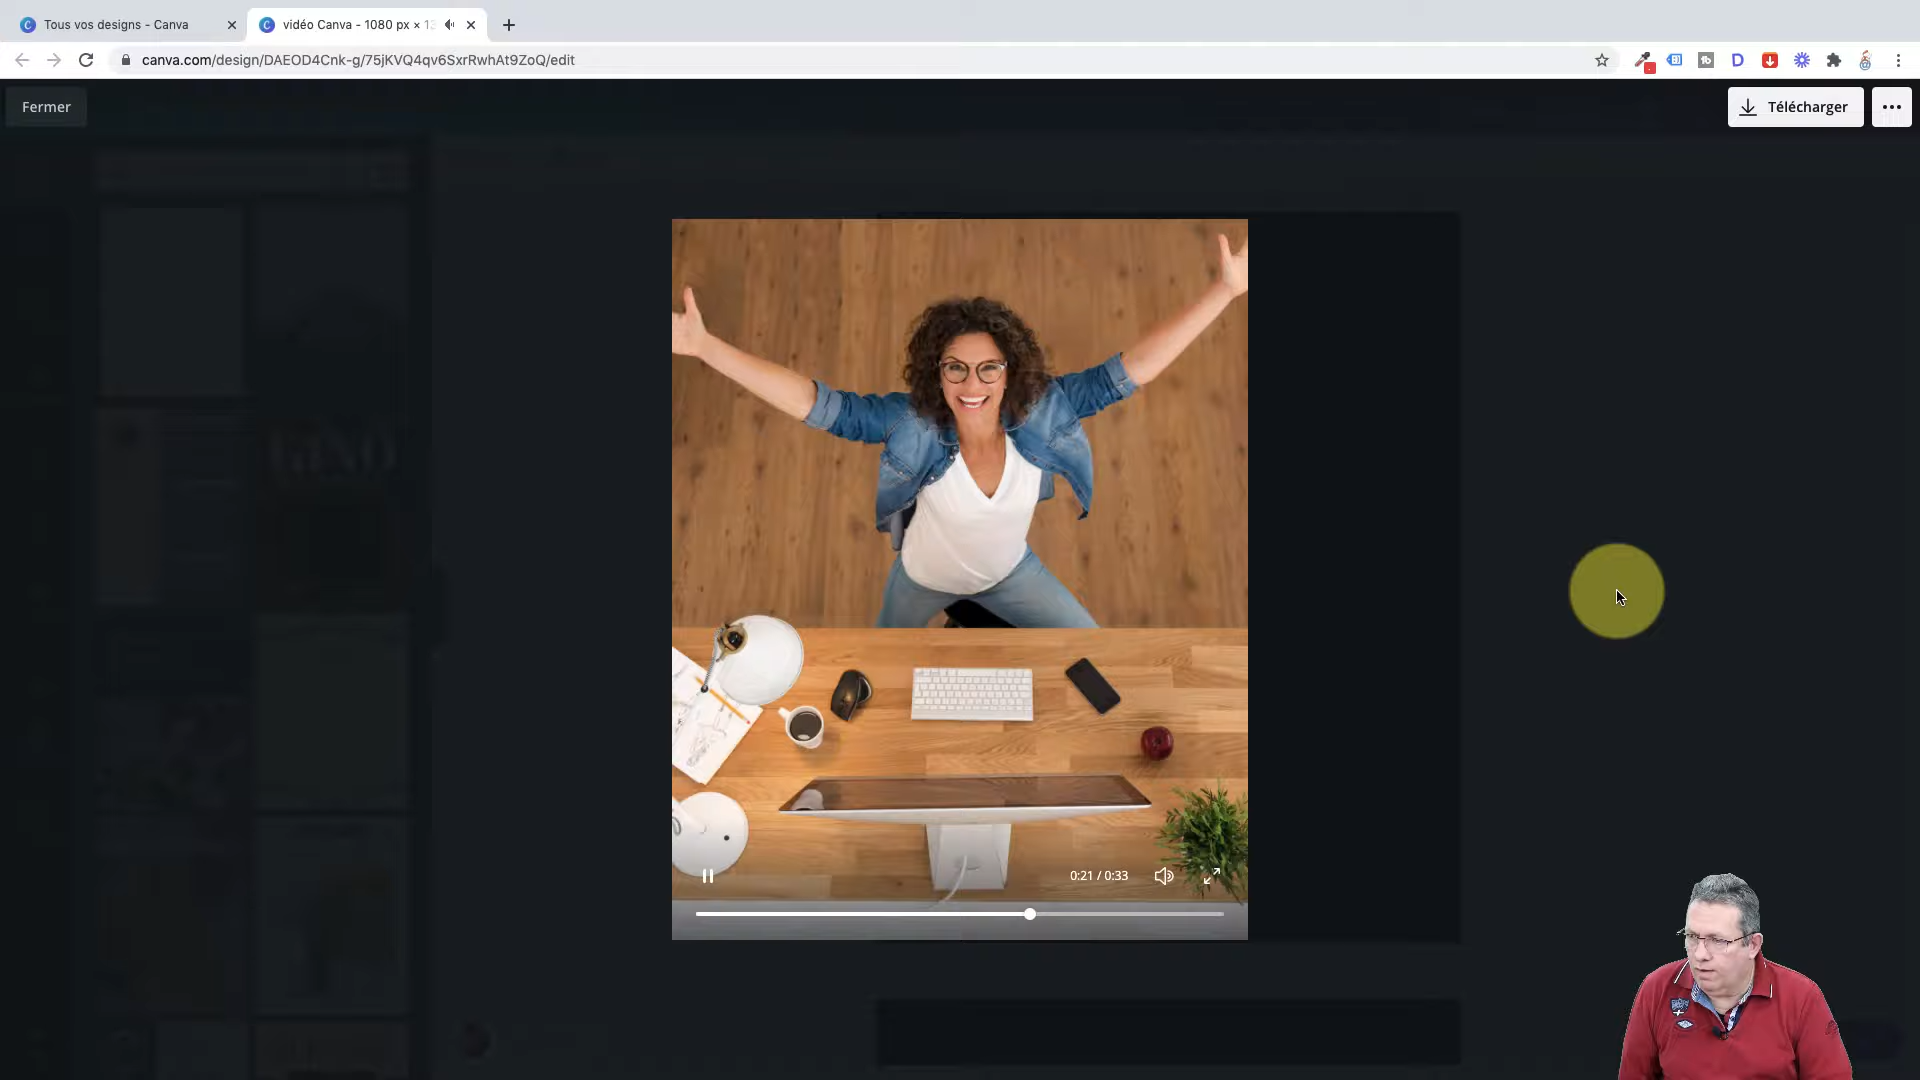 Tous vos designs - Canva
vidéo Canva - 1080 px × 13
canva.com/design/DAEOD4Cnk-g/75jKVQ4qv6SxrRwhAt9ZoQ/edit
Fermer
Télécharger
0:21 / 0:33